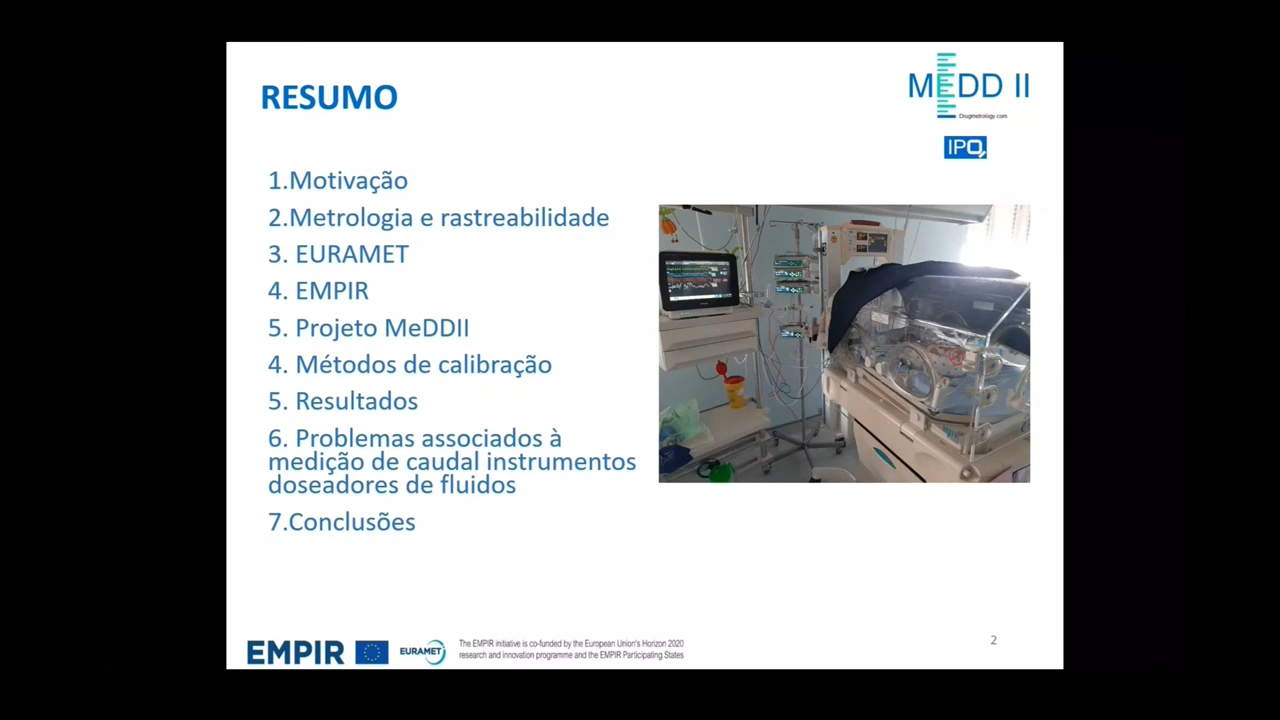 RESUMO
MEDD II
Drugmetrology.com
IPQ
1.Motivação
2.Metrologia e rastreabilidade
3. EURAMET
4. EMPIR
5. Projeto MeDDII
4. Métodos de calibração
5. Resultados
6. Problemas associados à
medição de caudal instrumentos
doseadores de fluidos
7.Conclusões
EMPIR
EURAMET
The EMPIR initiative is co-funded by the European Union's Horizon 2020
research and innovation programme and the EMPIR Participating States
2